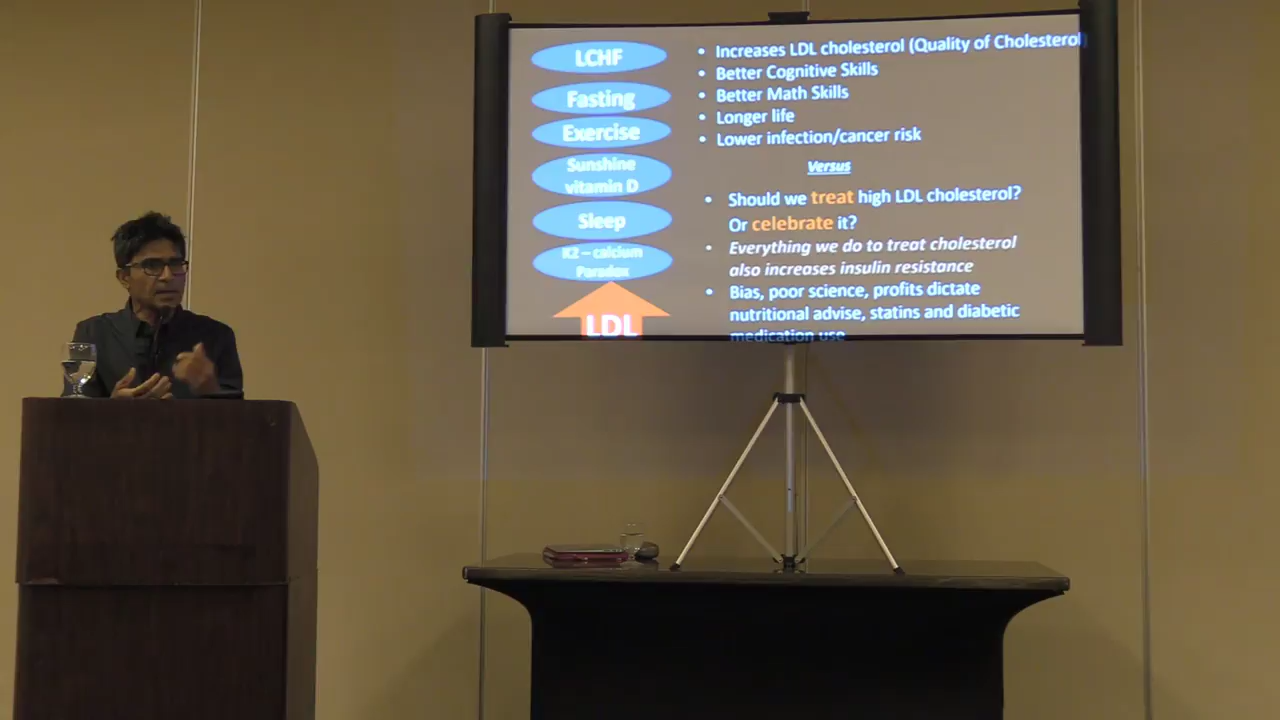 LCHF
Fasting
Exercise
Sunshine
vitamin D
Sleep
K2 – calcium
Paradox
LDL
• Increases LDL cholesterol (Quality of Cholesterol
• Better Cognitive Skills
• Better Math Skills
• Longer life
• Lower infection/cancer risk
Versus
• Should we treat high LDL cholesterol?
Or celebrate it?
• Everything we do to treat cholesterol
also increases insulin resistance
• Bias, poor science, profits dictate
nutritional advise, statins and diabetic
medication use